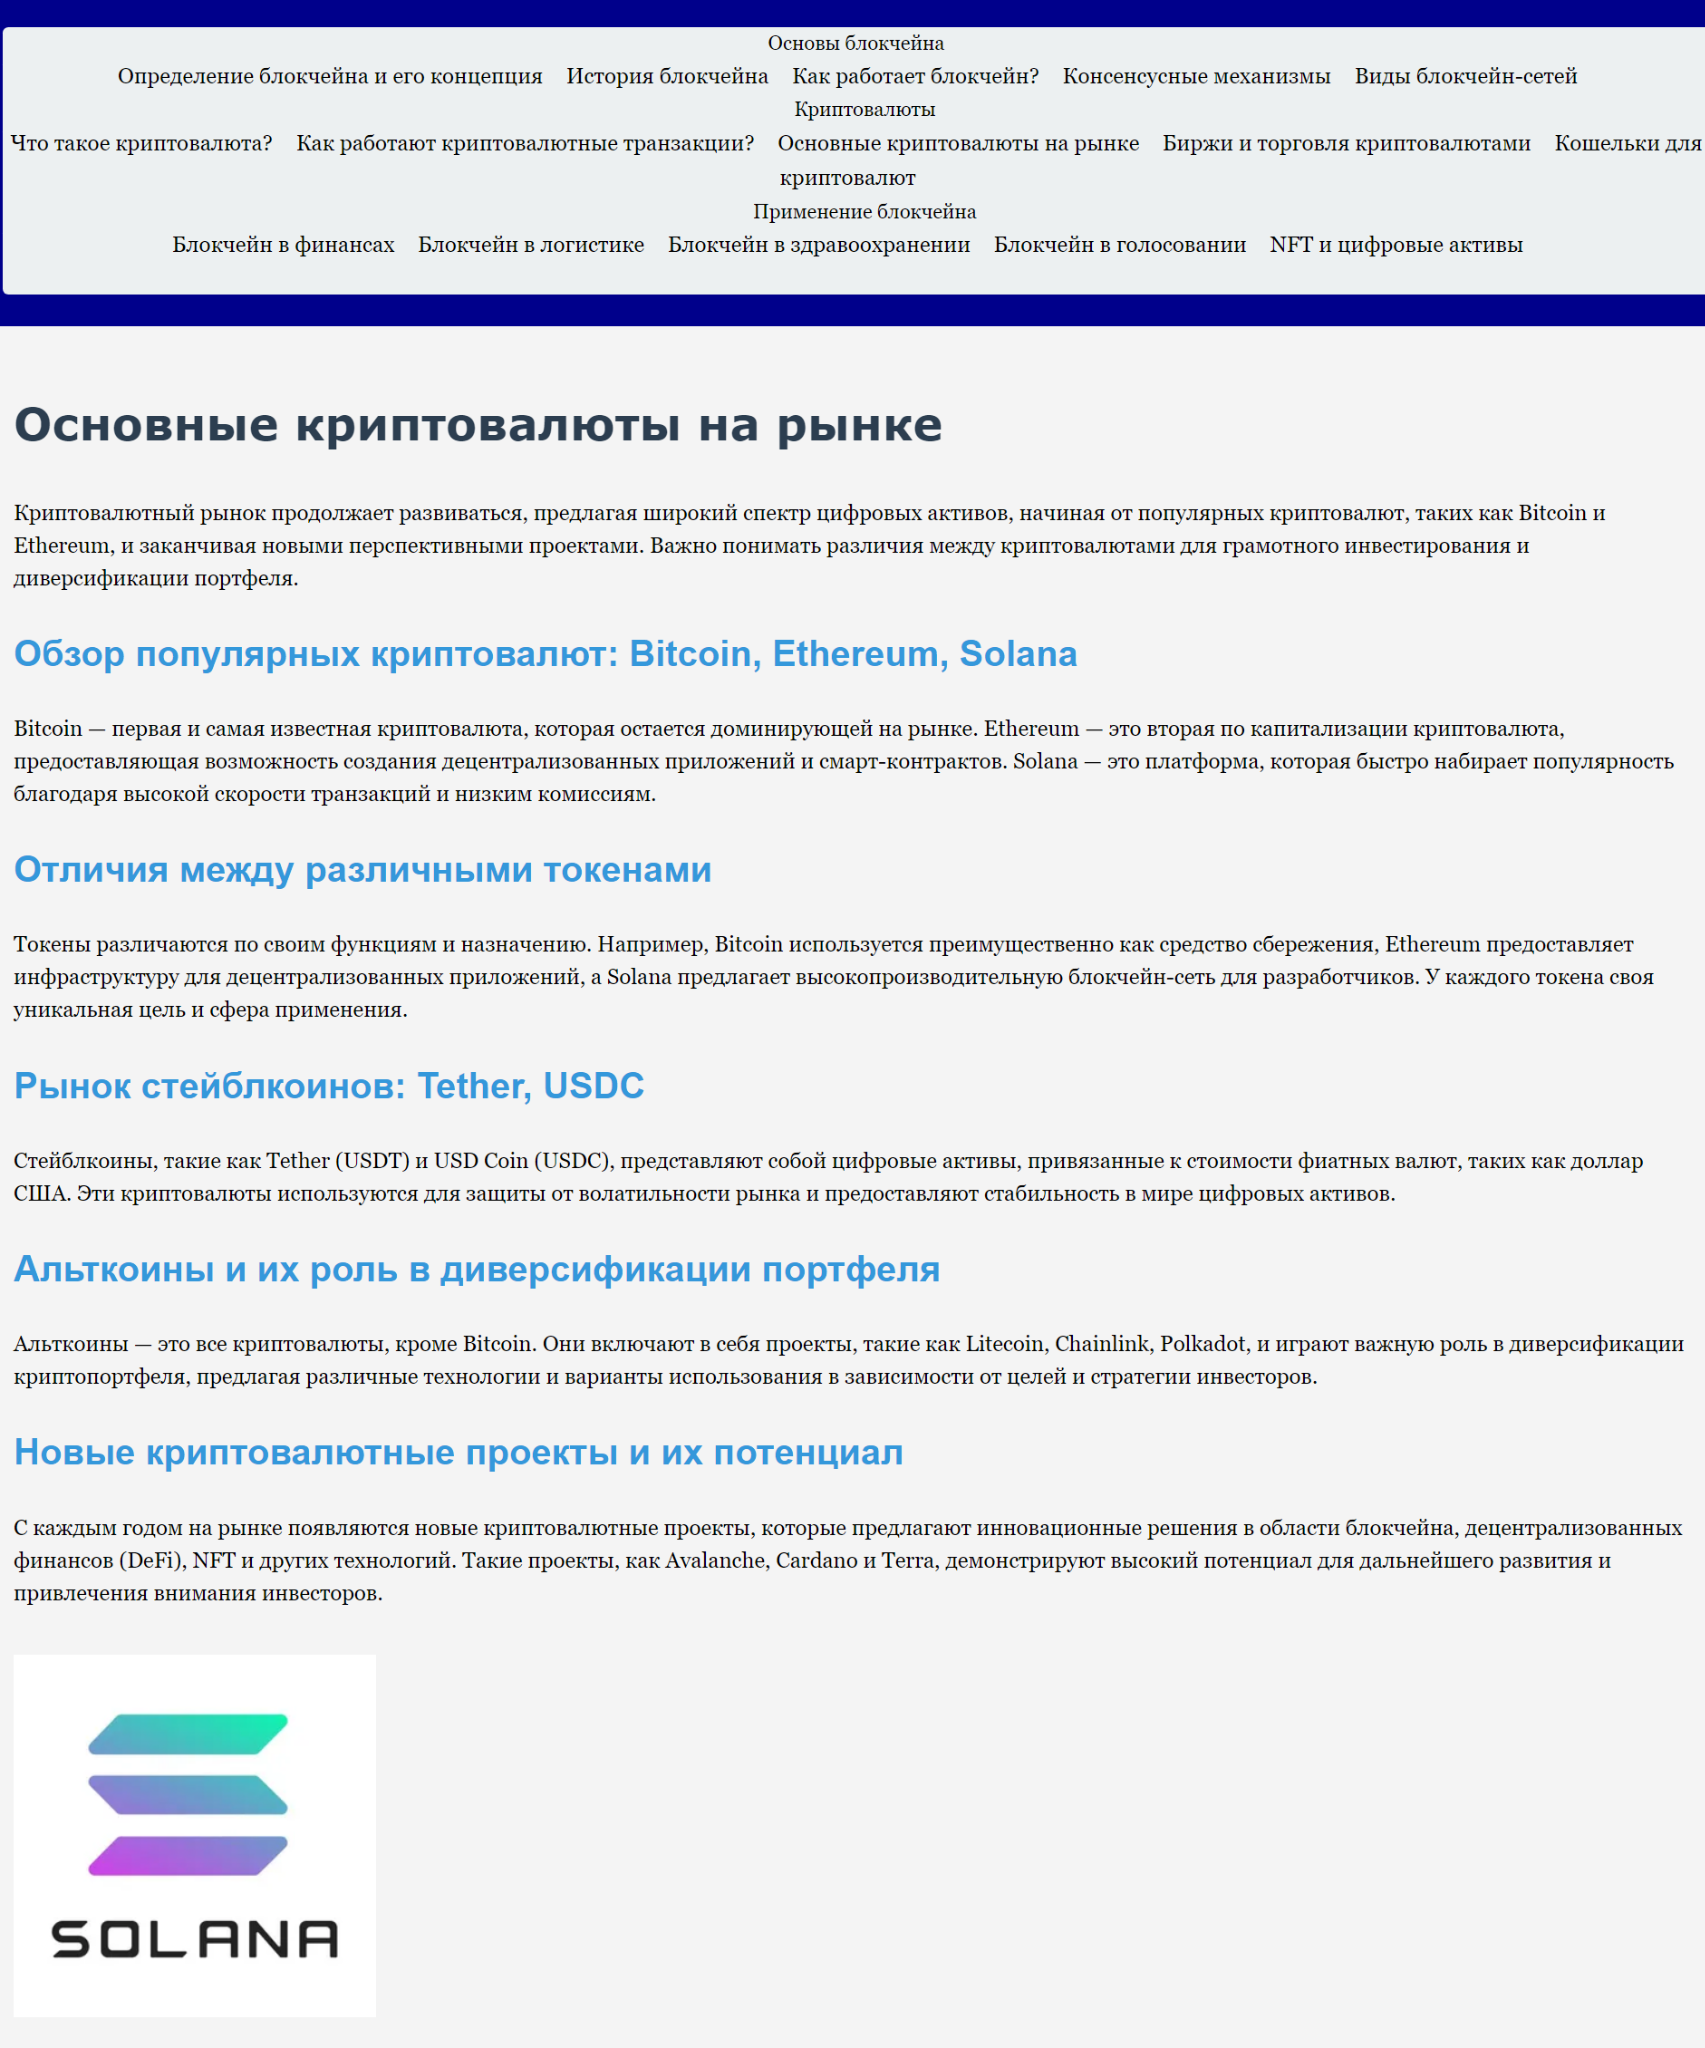 Основы блокчейна
Определение блокчейна и его концепция История блокчейна Как работает блокчейн? Консенсусные механизмы Виды блокчейн-сетей
Криптовалюты
Что такое криптовалюта? Как работают криптовалютные транзакции? Основные криптовалюты на рынке Биржи и торговля криптовалютами Кошельки для
криптовалют
Применение блокчейна
Блокчейн в финансах Блокчейн в логистике Блокчейн в здравоохранении Блокчейн в голосовании NFT и цифровые активы
Основные криптовалюты на рынке
Криптовалютный рынок продолжает развиваться, предлагая широкий спектр цифровых активов, начиная от популярных криптовалют, таких как Bitcoin и
Ethereum, и заканчивая новыми перспективными проектами. Важно понимать различия между криптовалютами для грамотного инвестирования и
диверсификации портфеля.
Обзор популярных криптовалют: Bitcoin, Ethereum, Solana
Bitcoin — первая и самая известная криптовалюта, которая остается доминирующей на рынке. Ethereum — это вторая по капитализации криптовалюта,
предоставляющая возможность создания децентрализованных приложений и смарт-контрактов. Solana — это платформа, которая быстро набирает популярность
благодаря высокой скорости транзакций и низким комиссиям.
Отличия между различными токенами
Токены различаются по своим функциям и назначению. Например, Bitcoin используется преимущественно как средство сбережения, Ethereum предоставляет
инфраструктуру для децентрализованных приложений, а Solana предлагает высокопроизводительную блокчейн-сеть для разработчиков. У каждого токена своя
уникальная цель и сфера применения.
Рынок стейблкоинов: Tether, USDC
Стейблкоины, такие как Tether (USDT) и USD Coin (USDC), представляют собой цифровые активы, привязанные к стоимости фиатных валют, таких как доллар
США. Эти криптовалюты используются для защиты от волатильности рынка и предоставляют стабильность в мире цифровых активов.
Альткоины и их роль в диверсификации портфеля
Альткоины — это все криптовалюты, кроме Bitcoin. Они включают в себя проекты, такие как Litecoin, Chainlink, Polkadot, и играют важную роль в диверсификации
криптопортфеля, предлагая различные технологии и варианты использования в зависимости от целей и стратегии инвесторов.
Новые криптовалютные проекты и их потенциал
С каждым годом на рынке появляются новые криптовалютные проекты, которые предлагают инновационные решения в области блокчейна, децентрализованных
финансов (DeFi), NFT и других технологий. Такие проекты, как Avalanche, Cardano и Terra, демонстрируют высокий потенциал для дальнейшего развития и
привлечения внимания инвесторов.
SOLANA